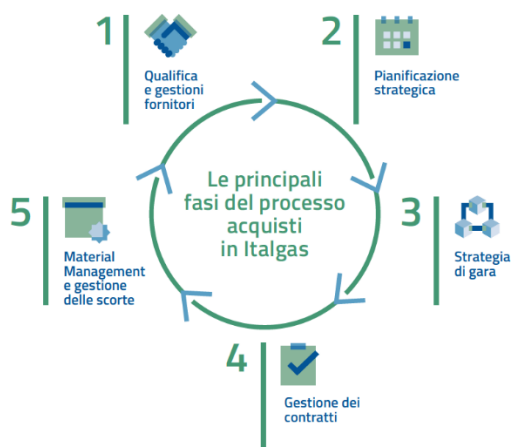 1
Qualifica
e gestioni
fornitori
2
Pianificazione
strategica
Le principali
fasi del processo
acquisti
in Italgas
3
Strategia
di gara
4
Gestione dei
contratti
5
Material
Management
e gestione
delle scorte